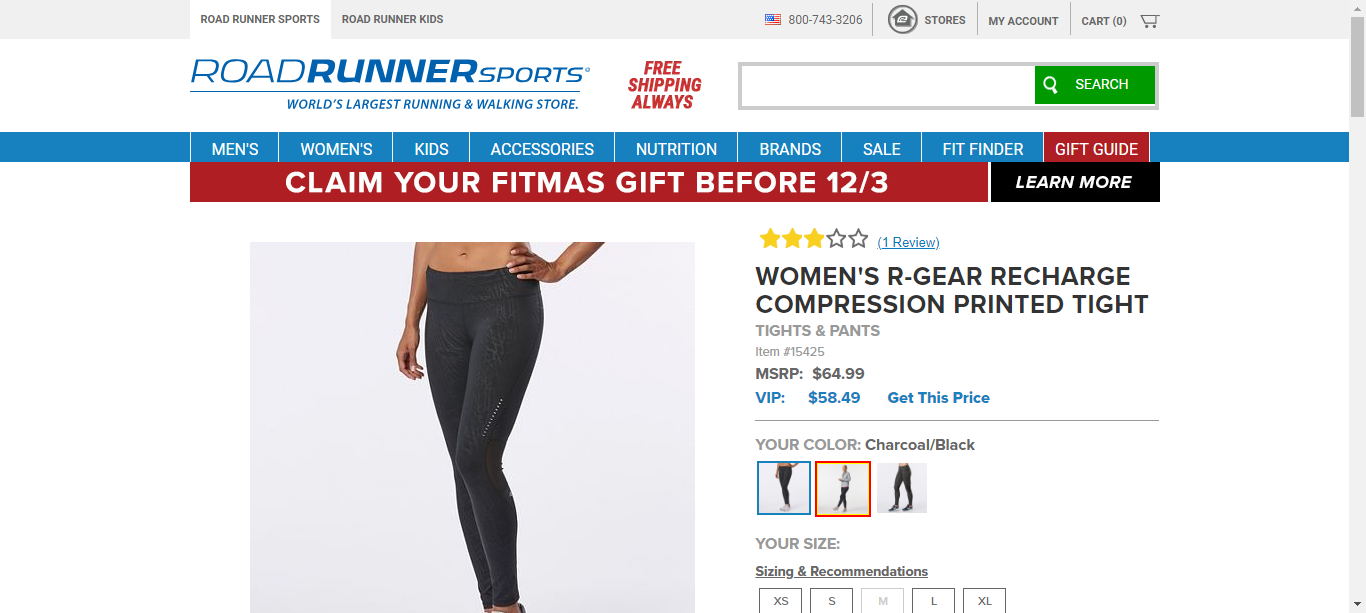 ROAD RUNNER SPORTS
ROAD RUNNER KIDS
800-743-3206
STORES
MY ACCOUNT
CART (0)
ROADRUNNERSPORTS®
WORLD'S LARGEST RUNNING & WALKING STORE.
FREE
SHIPPING
ALWAYS
SEARCH
MEN'S
WOMEN'S
KIDS
ACCESSORIES
NUTRITION
BRANDS
SALE
FIT FINDER
GIFT GUIDE
CLAIM YOUR FITMAS GIFT BEFORE 12/3
LEARN MORE
(1 Review)
WOMEN'S R-GEAR RECHARGE
COMPRESSION PRINTED TIGHT
TIGHTS & PANTS
Item #15425
MSRP: $64.99
VIP: $58.49 Get This Price
YOUR COLOR: Charcoal/Black
YOUR SIZE:
Sizing & Recommendations
XS S M L XL